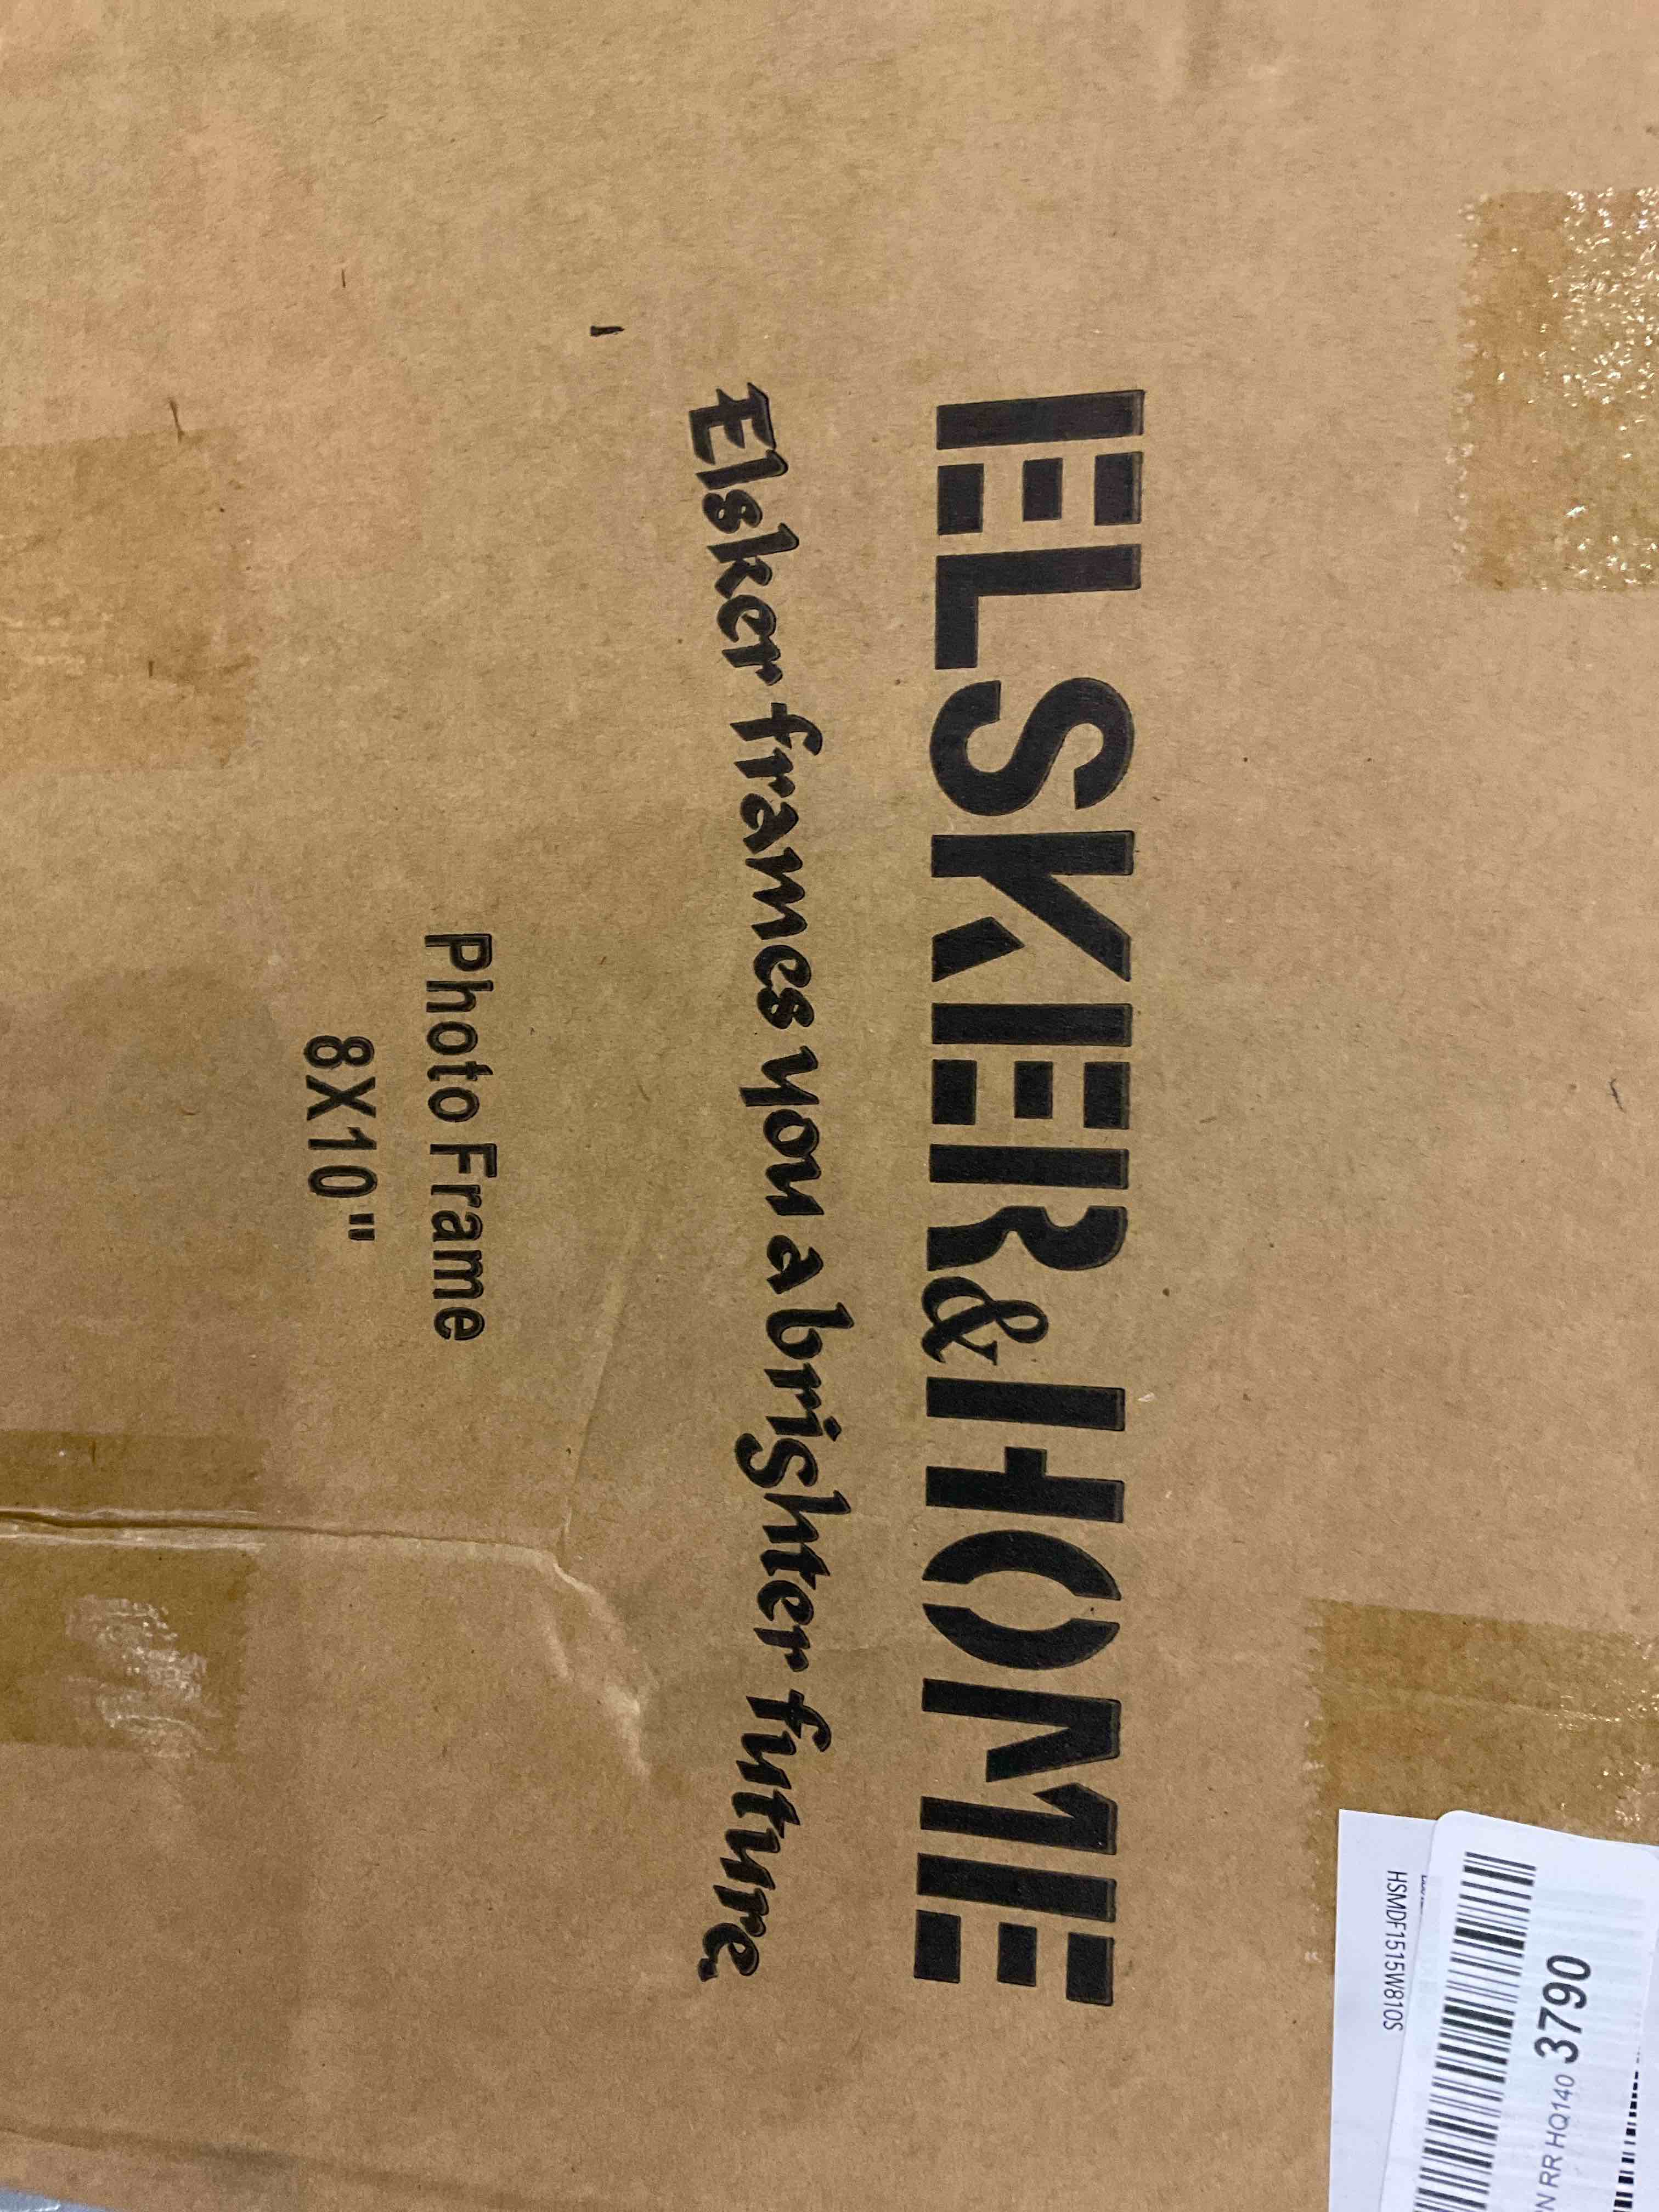 ELSKER&HOME
Elsker frames you a brighter future
Photo Frame
8X10"
HSMDF1515W810S
RR HQ140 3790